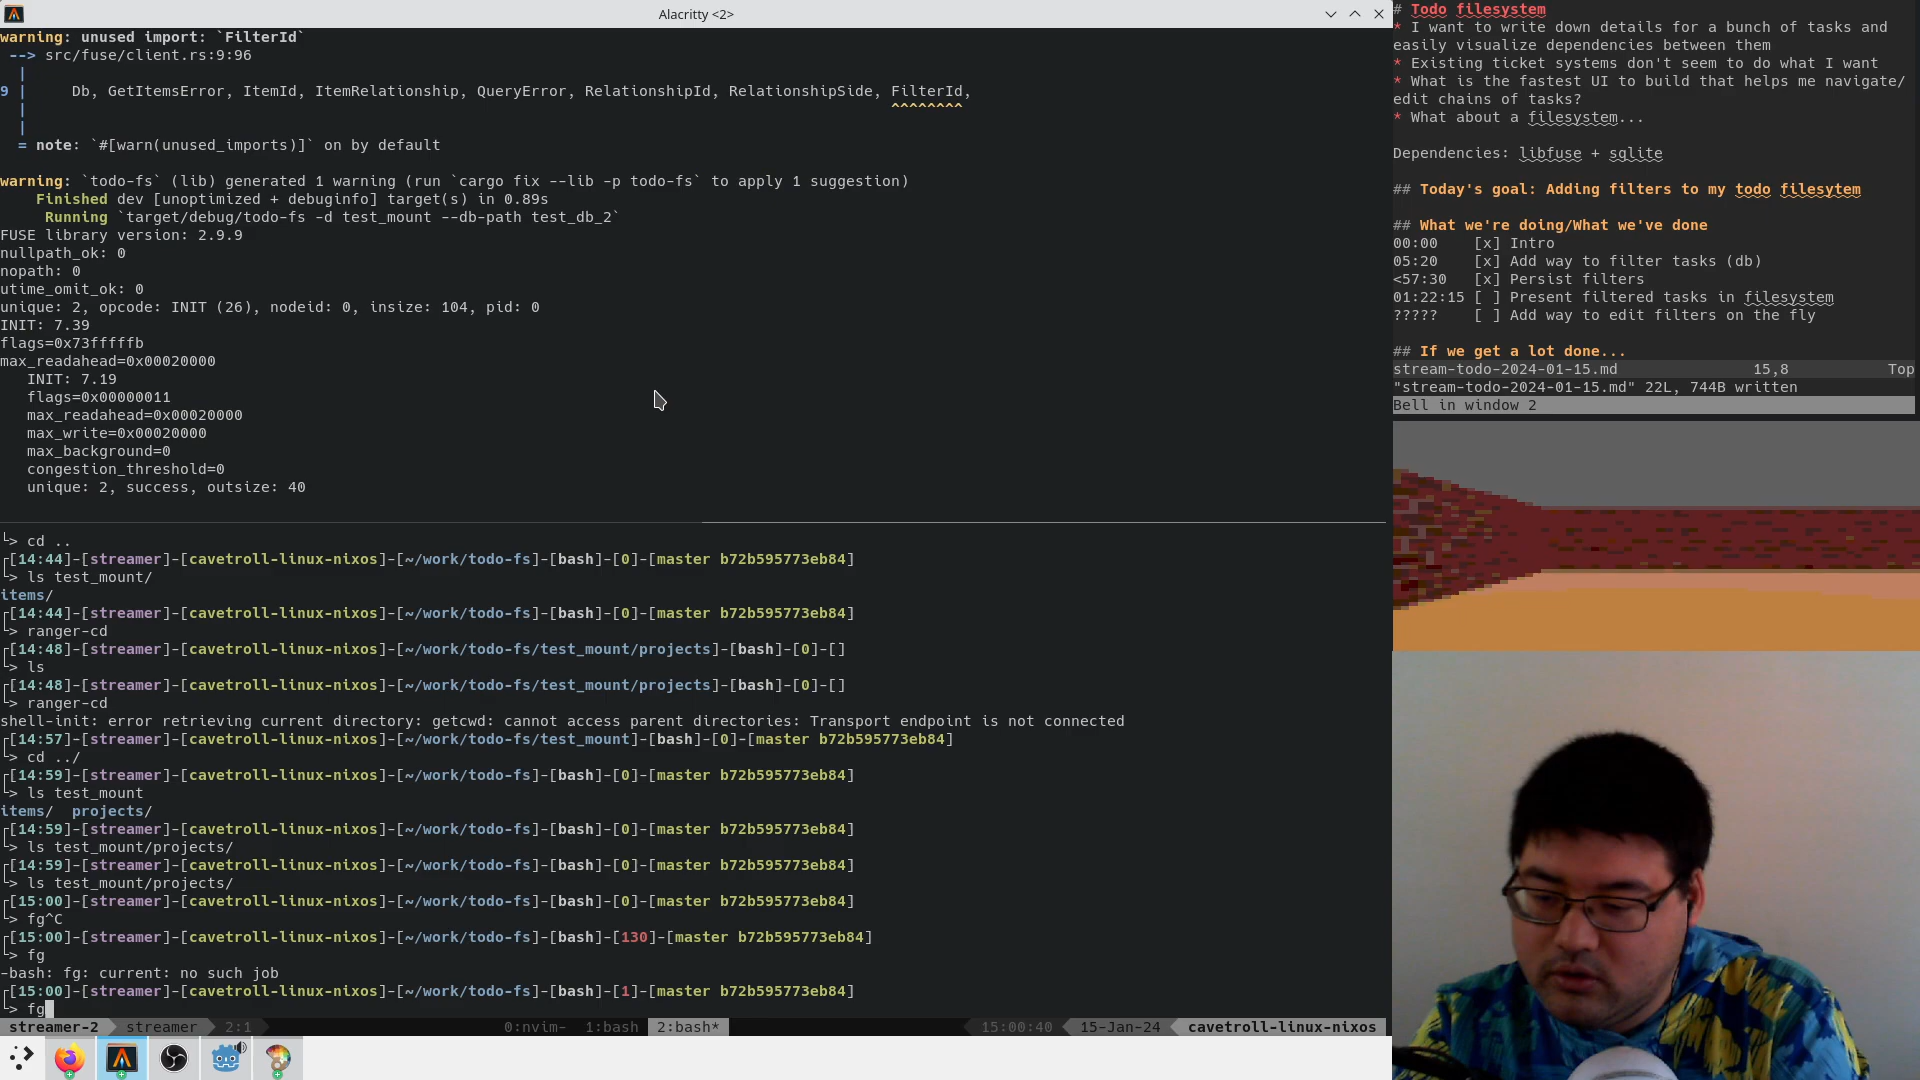 Alacritty <2>
warning: unused import: `FilterId`
--> src/fuse/client.rs:9:96
|
9 |     Db, GetItemsError, ItemId, ItemRelationship, QueryError, RelationshipId, RelationshipSide, FilterId,
|                                                                                                ^^^^^^^^
|
= note: `#[warn(unused_imports)]` on by default
warning: `todo-fs` (lib) generated 1 warning (run `cargo fix --lib -p todo-fs` to apply 1 suggestion)
Finished dev [unoptimized + debuginfo] target(s) in 0.89s
Running `target/debug/todo-fs -d test_mount --db-path test_db_2`
FUSE library version: 2.9.9
nullpath_ok: 0
nopath: 0
utime_omit_ok: 0
unique: 2, opcode: INIT (26), nodeid: 0, insize: 104, pid: 0
INIT: 7.39
flags=0x73fffffb
max_readahead=0x00020000
INIT: 7.19
flags=0x00000011
max_readahead=0x00020000
max_write=0x00020000
max_background=0
congestion_threshold=0
unique: 2, success, outsize: 40
└> cd ..
┌[14:44]-[streamer]-[cavetroll-linux-nixos]-[~/work/todo-fs]-[bash]-[0]-[master b72b595773eb84]
└> ls test_mount/
items/
┌[14:44]-[streamer]-[cavetroll-linux-nixos]-[~/work/todo-fs]-[bash]-[0]-[master b72b595773eb84]
└> ranger-cd
┌[14:48]-[streamer]-[cavetroll-linux-nixos]-[~/work/todo-fs/test_mount/projects]-[bash]-[0]-[]
└> ls
┌[14:48]-[streamer]-[cavetroll-linux-nixos]-[~/work/todo-fs/test_mount/projects]-[bash]-[0]-[]
└> ranger-cd
shell-init: error retrieving current directory: getcwd: cannot access parent directories: Transport endpoint is not connected
┌[14:57]-[streamer]-[cavetroll-linux-nixos]-[~/work/todo-fs/test_mount]-[bash]-[0]-[master b72b595773eb84]
└> cd ../
┌[14:59]-[streamer]-[cavetroll-linux-nixos]-[~/work/todo-fs]-[bash]-[0]-[master b72b595773eb84]
└> ls test_mount
items/  projects/
┌[14:59]-[streamer]-[cavetroll-linux-nixos]-[~/work/todo-fs]-[bash]-[0]-[master b72b595773eb84]
└> ls test_mount/projects/
┌[14:59]-[streamer]-[cavetroll-linux-nixos]-[~/work/todo-fs]-[bash]-[0]-[master b72b595773eb84]
└> ls test_mount/projects/
┌[15:00]-[streamer]-[cavetroll-linux-nixos]-[~/work/todo-fs]-[bash]-[0]-[master b72b595773eb84]
└> fg^C
┌[15:00]-[streamer]-[cavetroll-linux-nixos]-[~/work/todo-fs]-[bash]-[130]-[master b72b595773eb84]
└> fg
-bash: fg: current: no such job
┌[15:00]-[streamer]-[cavetroll-linux-nixos]-[~/work/todo-fs]-[bash]-[1]-[master b72b595773eb84]
└> fg
streamer-2  streamer  2:1  0:nvim-  1:bash  2:bash*  15:00:40  15-Jan-24  cavetroll-linux-nixos
# Todo filesystem
* I want to write down details for a bunch of tasks and
easily visualize dependencies between them
* Existing ticket systems don't seem to do what I want
* What is the fastest UI to build that helps me navigate/
edit chains of tasks?
* What about a filesystem...
Dependencies: libfuse + sqlite
## Today's goal: Adding filters to my todo filesytem
## What we're doing/What we've done
00:00    [x] Intro
05:20    [x] Add way to filter tasks (db)
<57:30   [x] Persist filters
01:22:15 [ ] Present filtered tasks in filesystem
?????    [ ] Add way to edit filters on the fly
## If we get a lot done...
stream-todo-2024-01-15.md  15,8  Top
"stream-todo-2024-01-15.md" 22L, 744B written
Bell in window 2